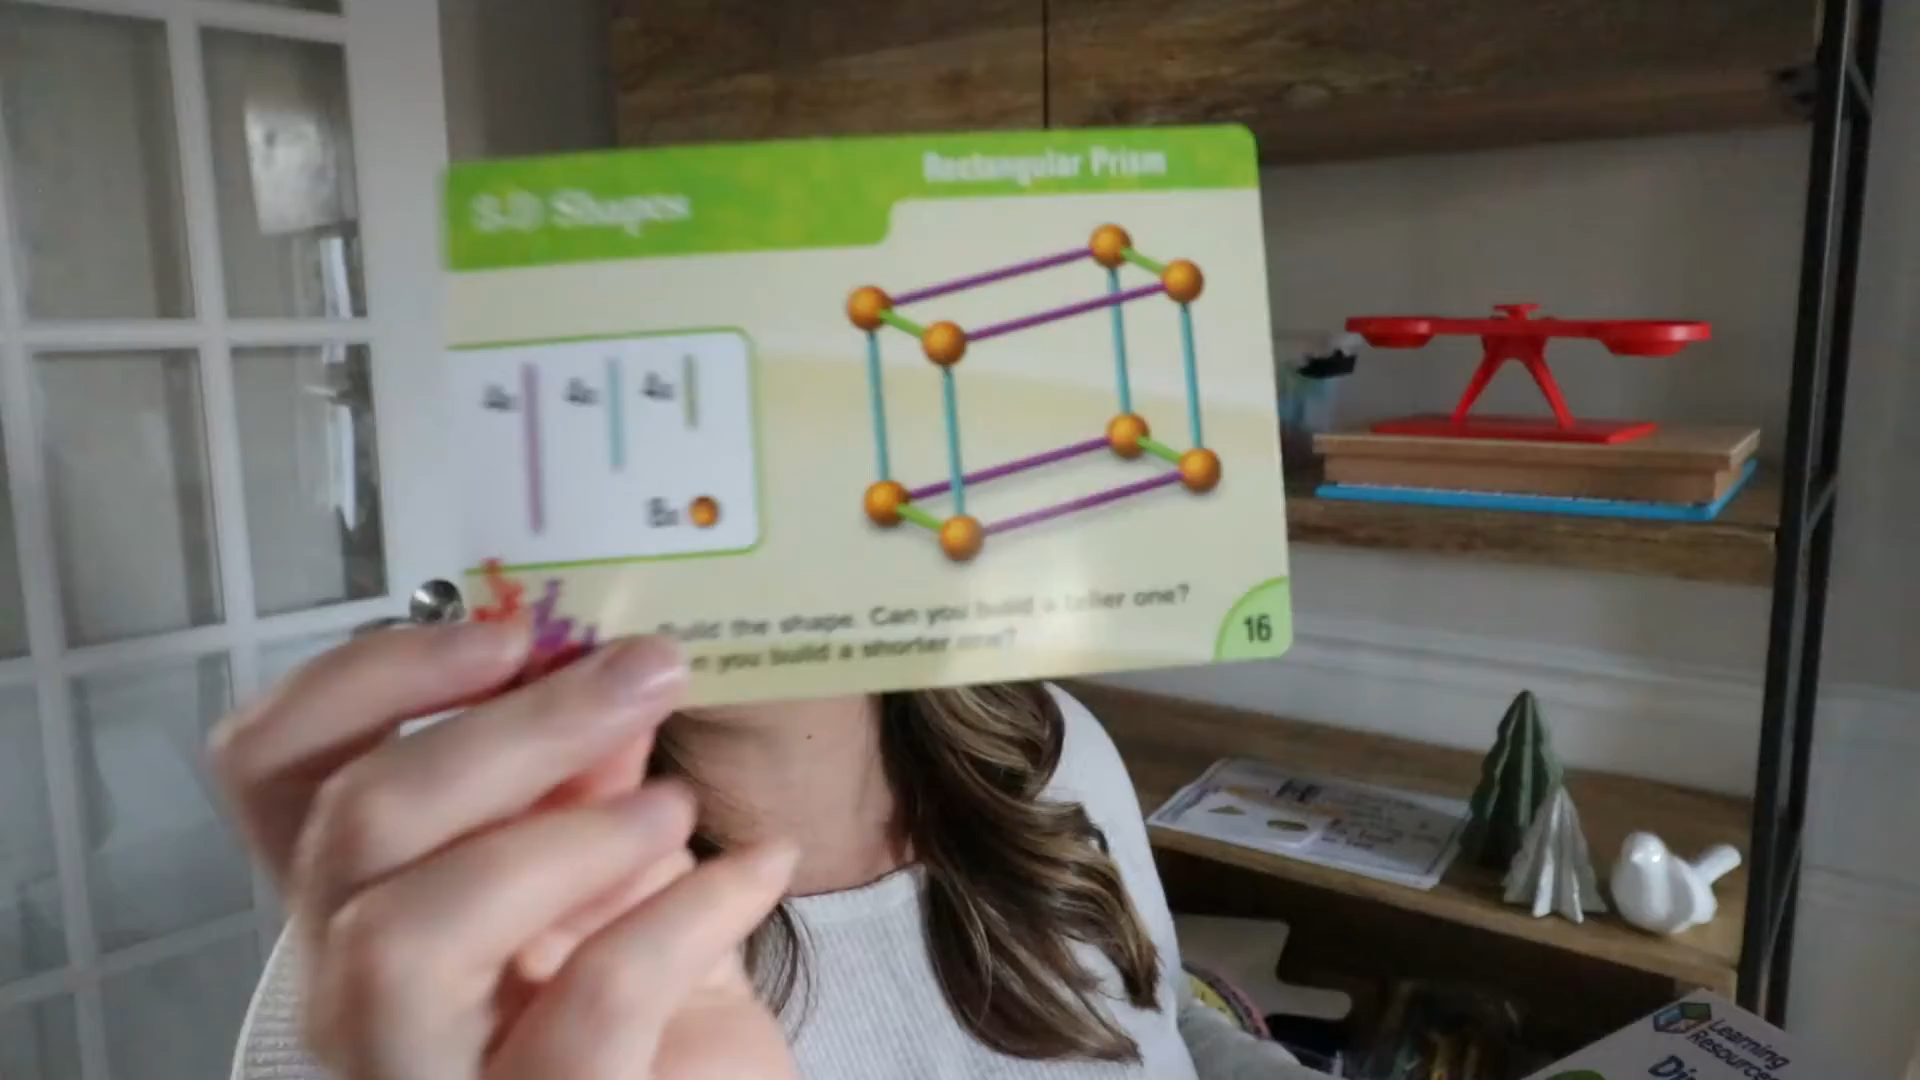 3-D Shapes
Rectangular Prism
4x 4x 4x
8x
Build the shape. Can you build a taller one?
n you build a shorter one?
16
Learning
Resources
Di